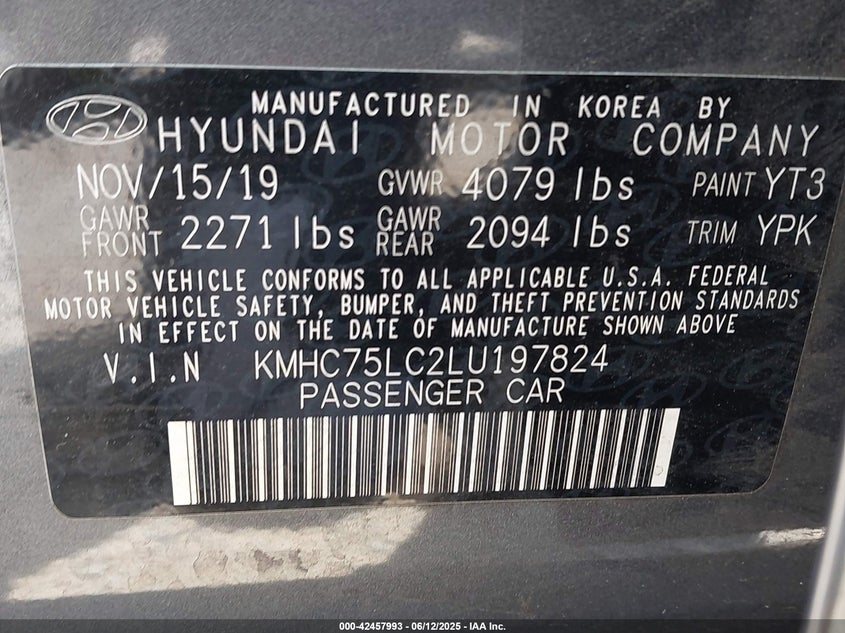 MANUFACTURED IN KOREA BY
HYUNDAI MOTOR COMPANY
NOV/15/19 GVWR 4079 lbs PAINT YT3
GAWR FRONT 2271 lbs GAWR REAR 2094 lbs TRIM YPK
THIS VEHICLE CONFORMS TO ALL APPLICABLE U.S.A. FEDERAL
MOTOR VEHICLE SAFETY, BUMPER, AND THEFT PREVENTION STANDARDS
IN EFFECT ON THE DATE OF MANUFACTURE SHOWN ABOVE
V.I.N KMHC75LC2LU197824
PASSENGER CAR
000-42457993 - 06/12/2025 - IAA Inc.